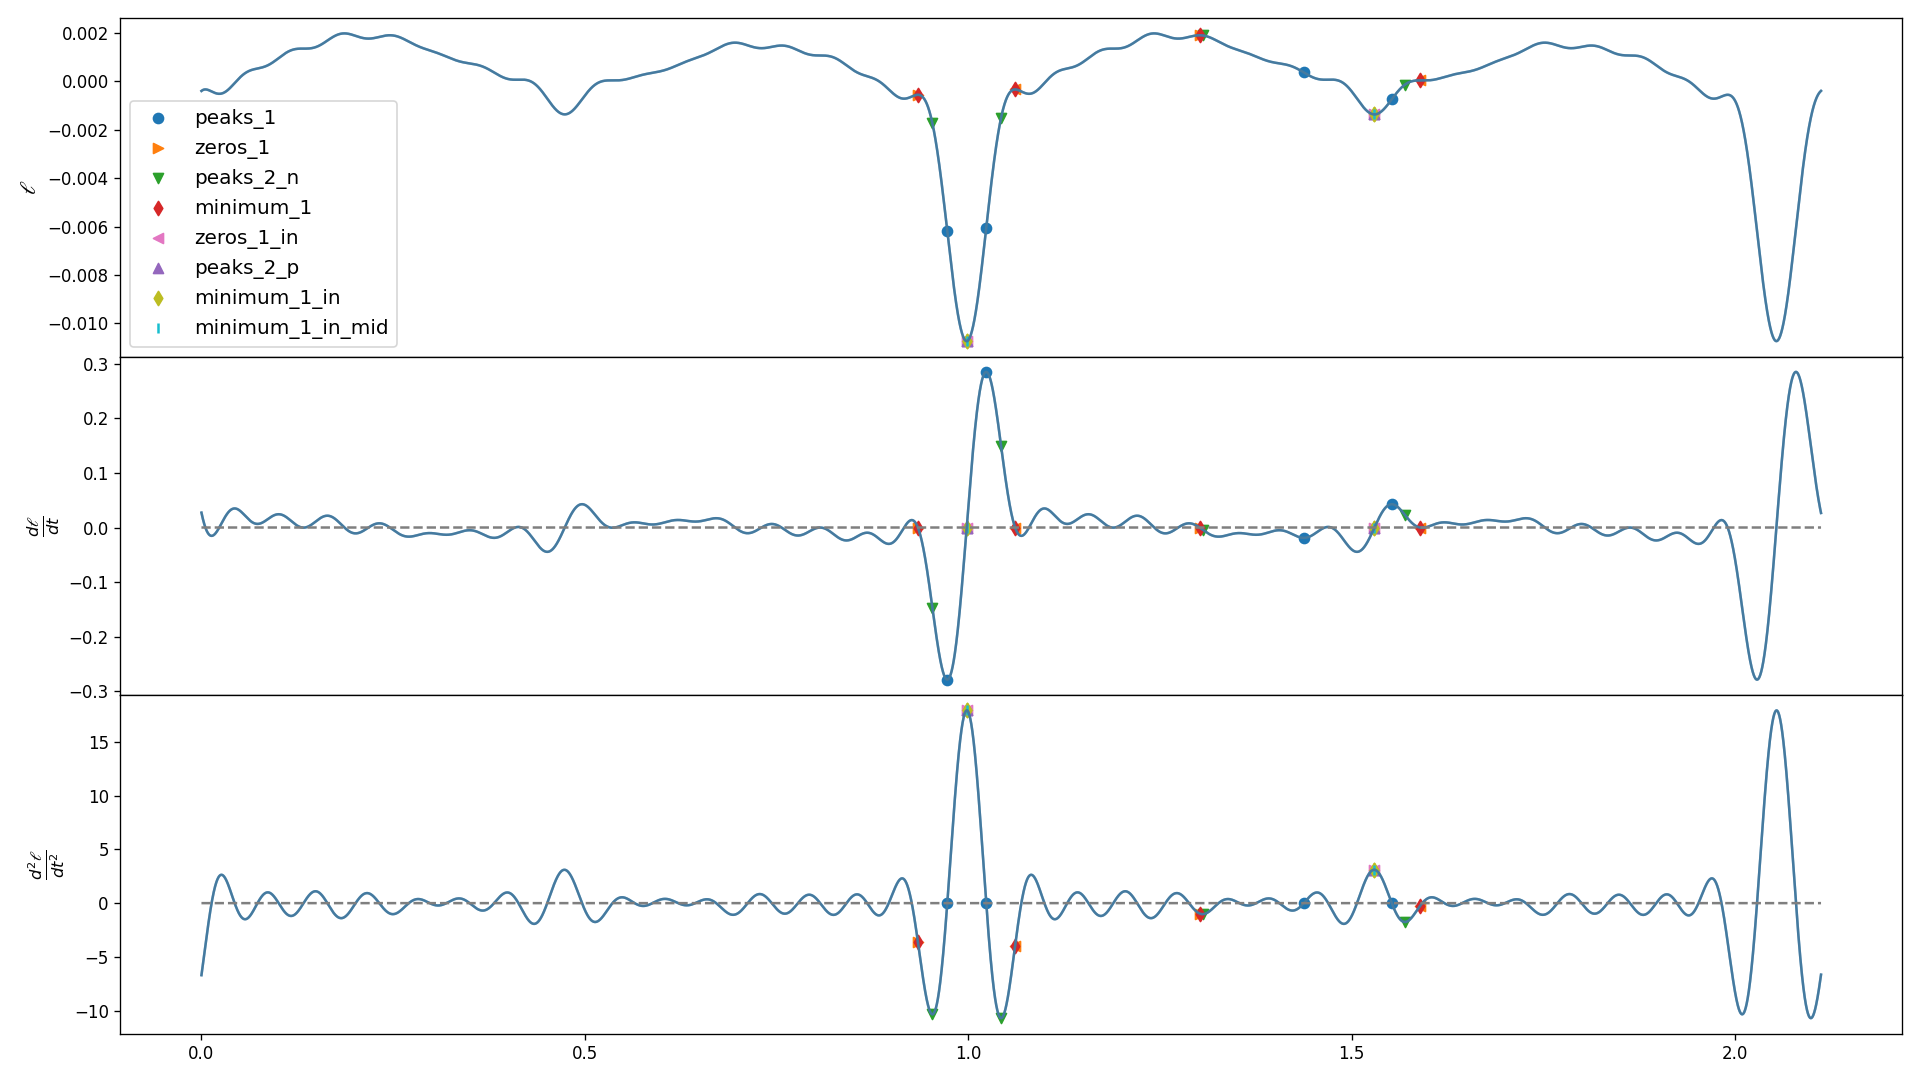 0.002
0.000
−0.002
−0.004
−0.006
−0.008
−0.010
ℓ
peaks_1
zeros_1
peaks_2_n
minimum_1
zeros_1_in
peaks_2_p
minimum_1_in
minimum_1_in_mid
0.3
0.2
0.1
0.0
−0.1
−0.2
−0.3
dℓ/dt
15
10
5
0
−5
−10
d²ℓ/dt²
0.0 0.5 1.0 1.5 2.0